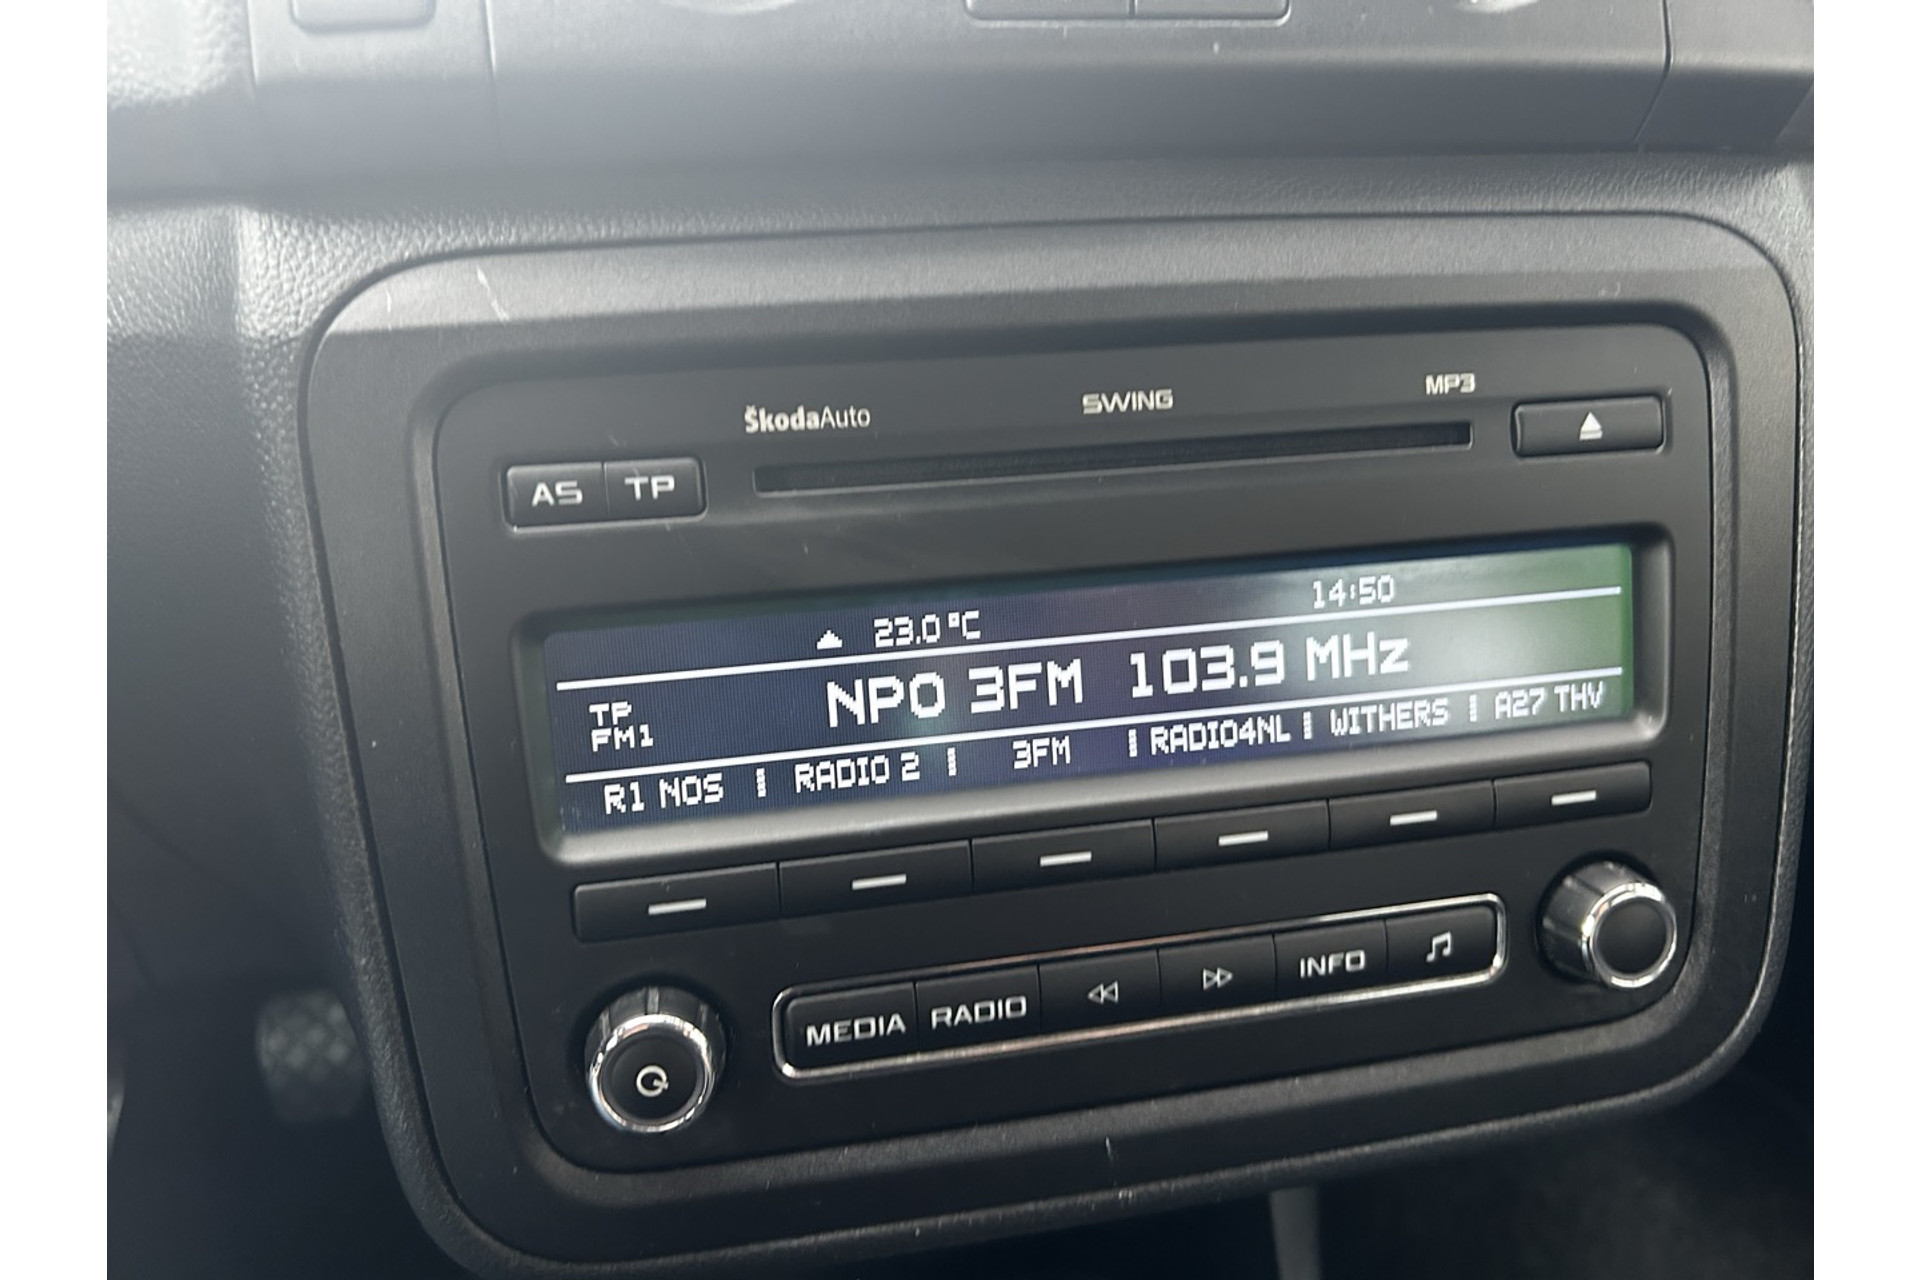 ŠkodaAuto SWING MP3
AS TP
23.0 °C 14:50
TP
FM1
NPO 3FM 103.9 MHz
R1 NOS RADIO 2 3FM RADIO4NL WITHERS A27 THV
MEDIA RADIO INFO